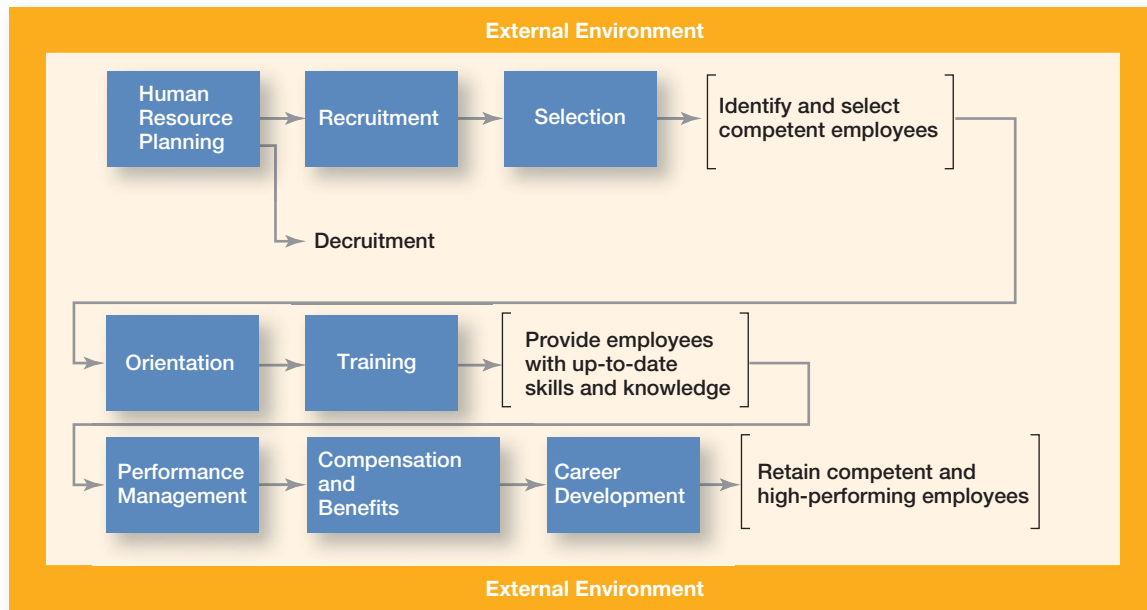 External Environment
Human
Resource
Planning
Recruitment
Selection
Identify and select
competent employees
Decruitment
Orientation
Training
Provide employees
with up-to-date
skills and knowledge
Performance
Management
Compensation
and
Benefits
Career
Development
Retain competent and
high-performing employees
External Environment